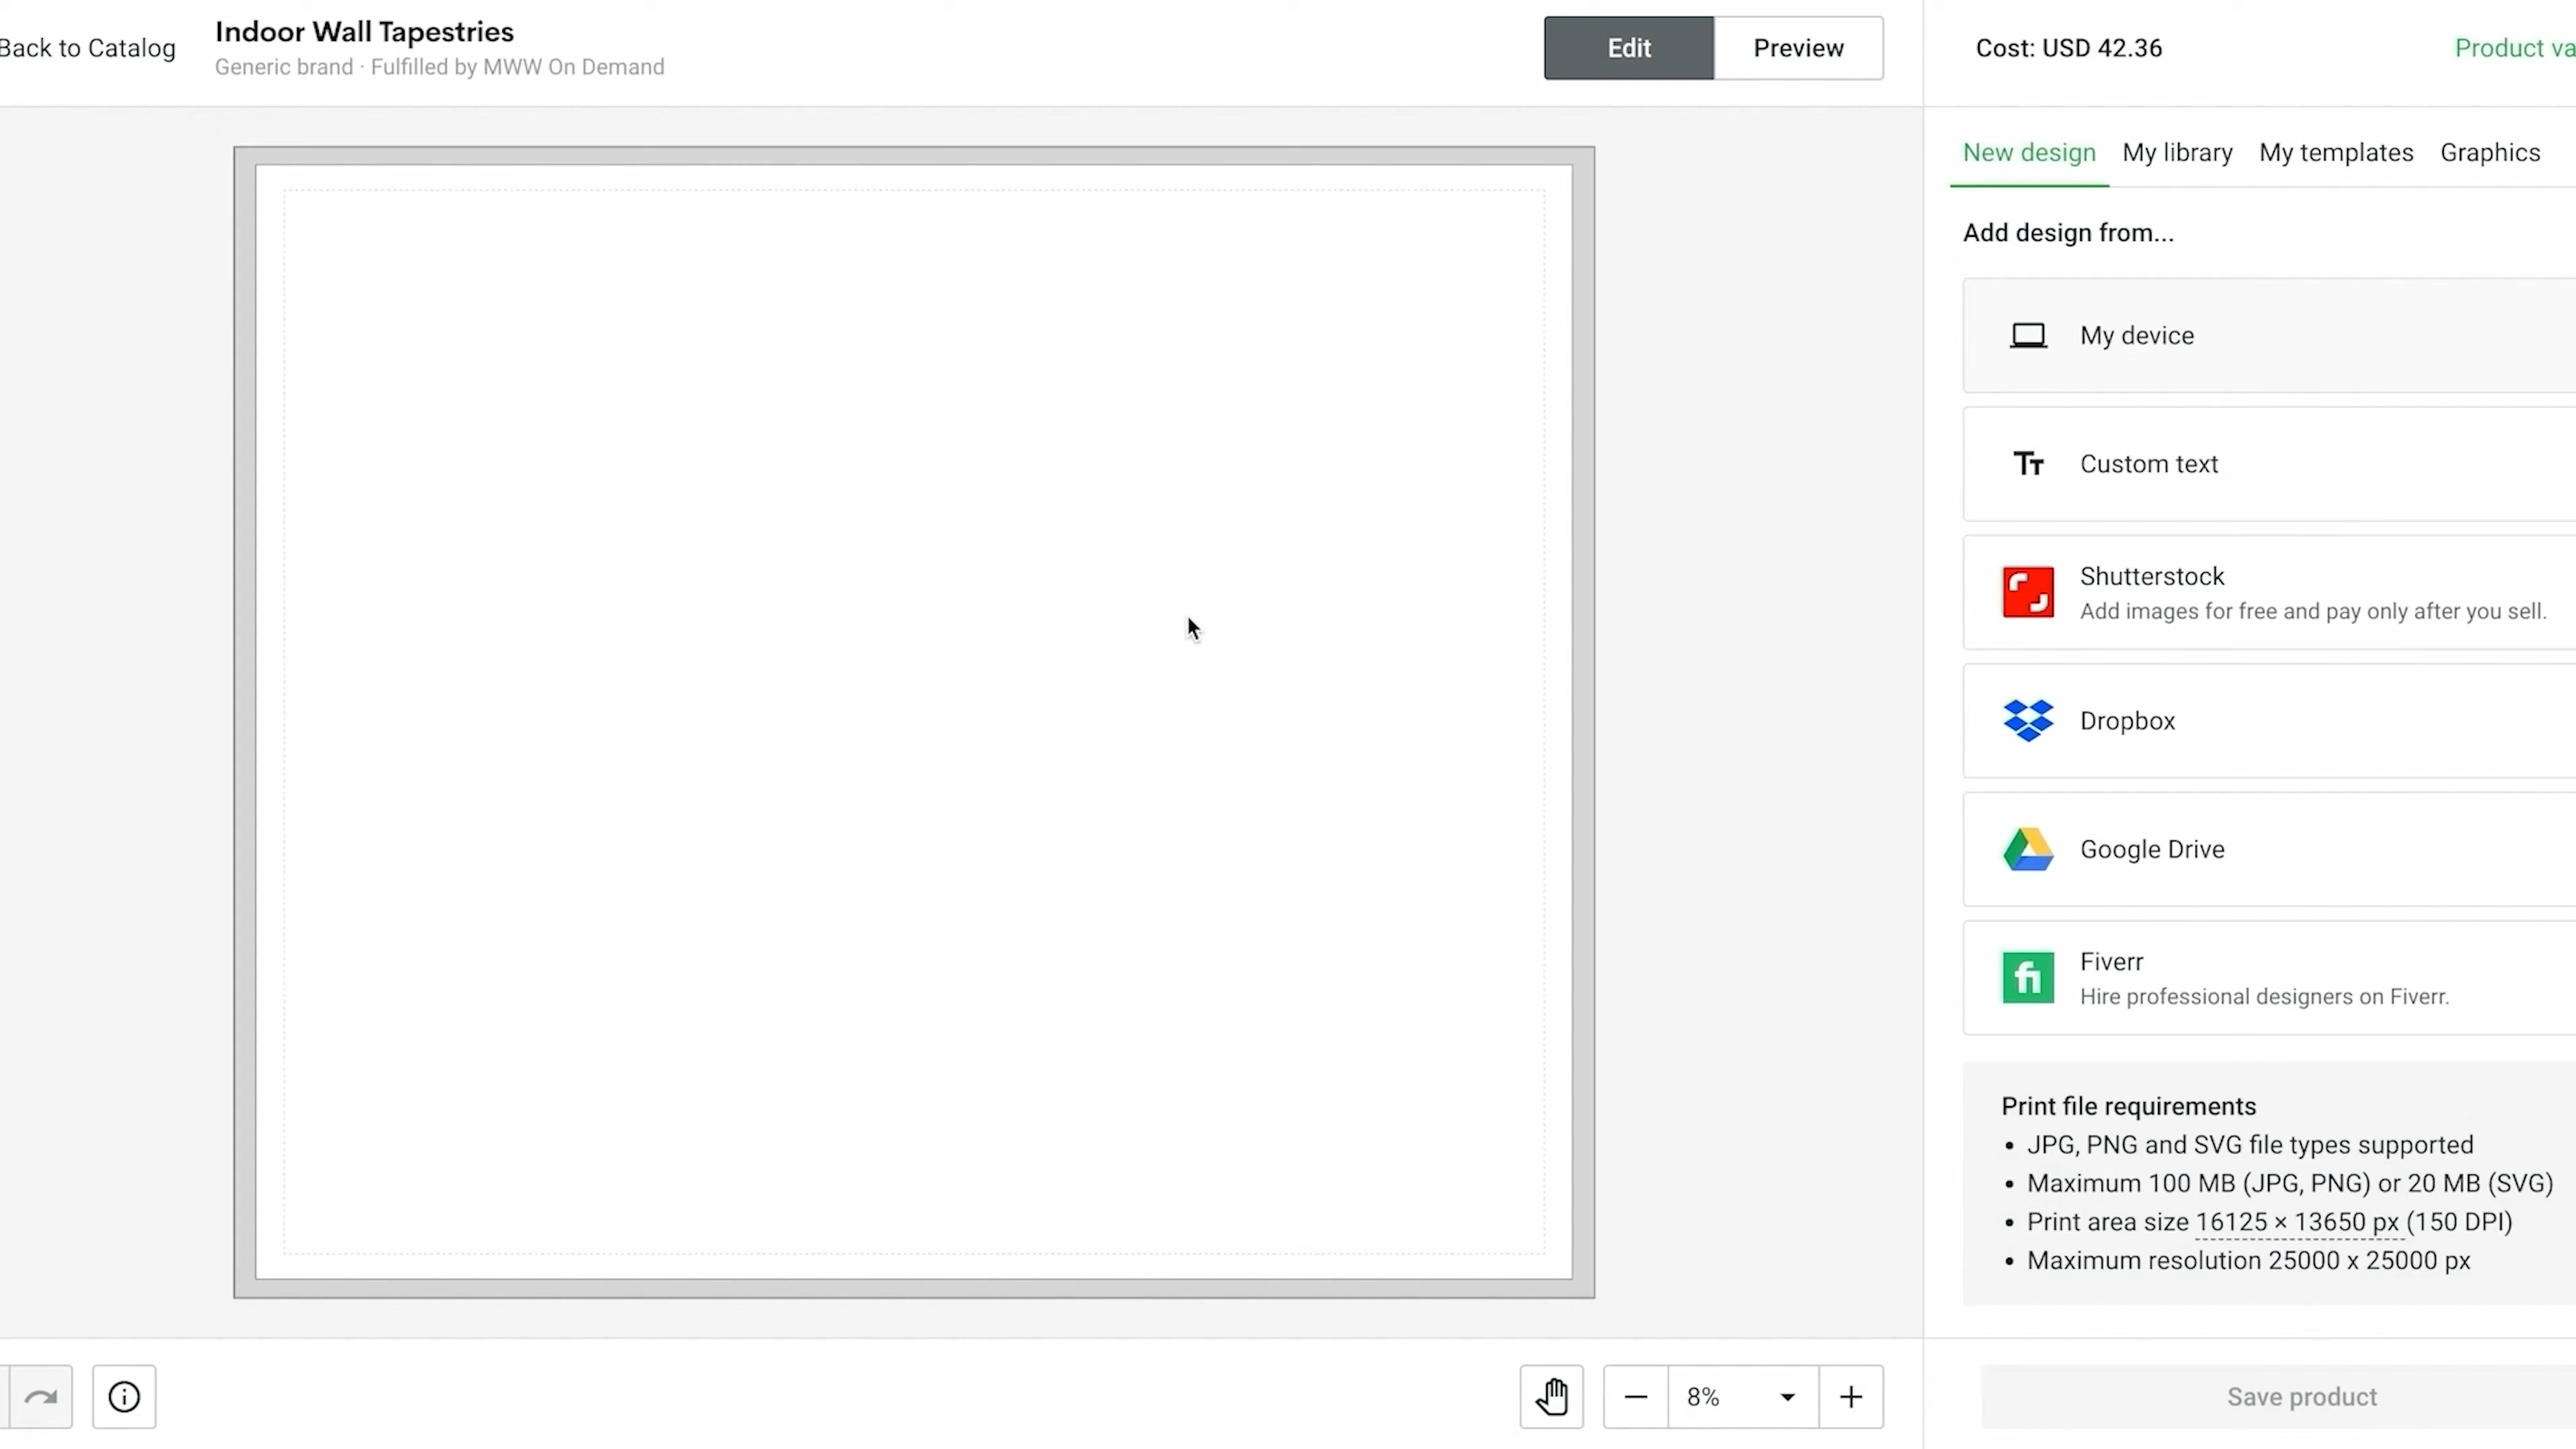 Back to Catalog
Indoor Wall Tapestries
Generic brand · Fulfilled by MWW On Demand
Edit
Preview
Cost: USD 42.36
Product va
New design
My library
My templates
Graphics
Add design from...
My device
Custom text
Shutterstock
Add images for free and pay only after you sell.
Dropbox
Google Drive
fi
Fiverr
Hire professional designers on Fiverr.
Print file requirements
• JPG, PNG and SVG file types supported
• Maximum 100 MB (JPG, PNG) or 20 MB (SVG)
• Print area size 16125 × 13650 px (150 DPI)
• Maximum resolution 25000 x 25000 px
8%
Save product